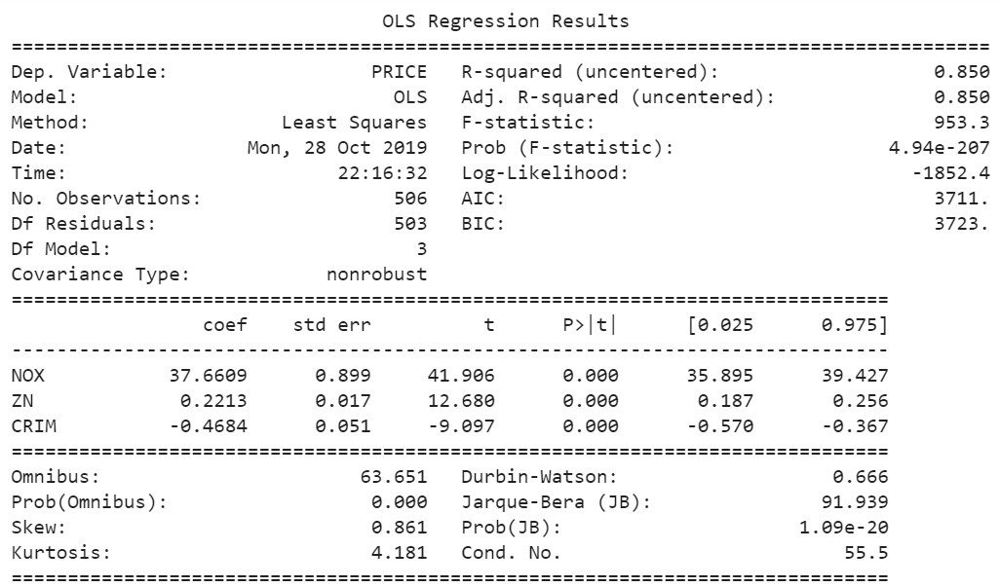 OLS Regression Results
==============================================================================
Dep. Variable: PRICE R-squared (uncentered): 0.850
Model: OLS Adj. R-squared (uncentered): 0.850
Method: Least Squares F-statistic: 953.3
Date: Mon, 28 Oct 2019 Prob (F-statistic): 4.94e-207
Time: 22:16:32 Log-Likelihood: -1852.4
No. Observations: 506 AIC: 3711.
Df Residuals: 503 BIC: 3723.
Df Model: 3
Covariance Type: nonrobust
==============================================================================
coef std err t P>|t| [0.025 0.975]
------------------------------------------------------------------------------
NOX 37.6609 0.899 41.906 0.000 35.895 39.427
ZN 0.2213 0.017 12.680 0.000 0.187 0.256
CRIM -0.4684 0.051 -9.097 0.000 -0.570 -0.367
==============================================================================
Omnibus: 63.651 Durbin-Watson: 0.666
Prob(Omnibus): 0.000 Jarque-Bera (JB): 91.939
Skew: 0.861 Prob(JB): 1.09e-20
Kurtosis: 4.181 Cond. No. 55.5
==============================================================================